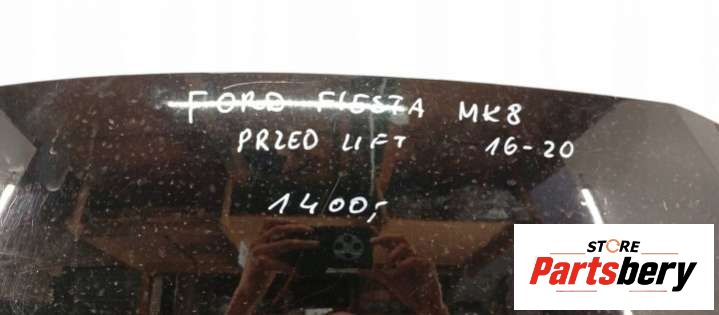 FORD FIESTA MK8
PRZED LIFT 16-20
1400,-
STORE
Partsbery